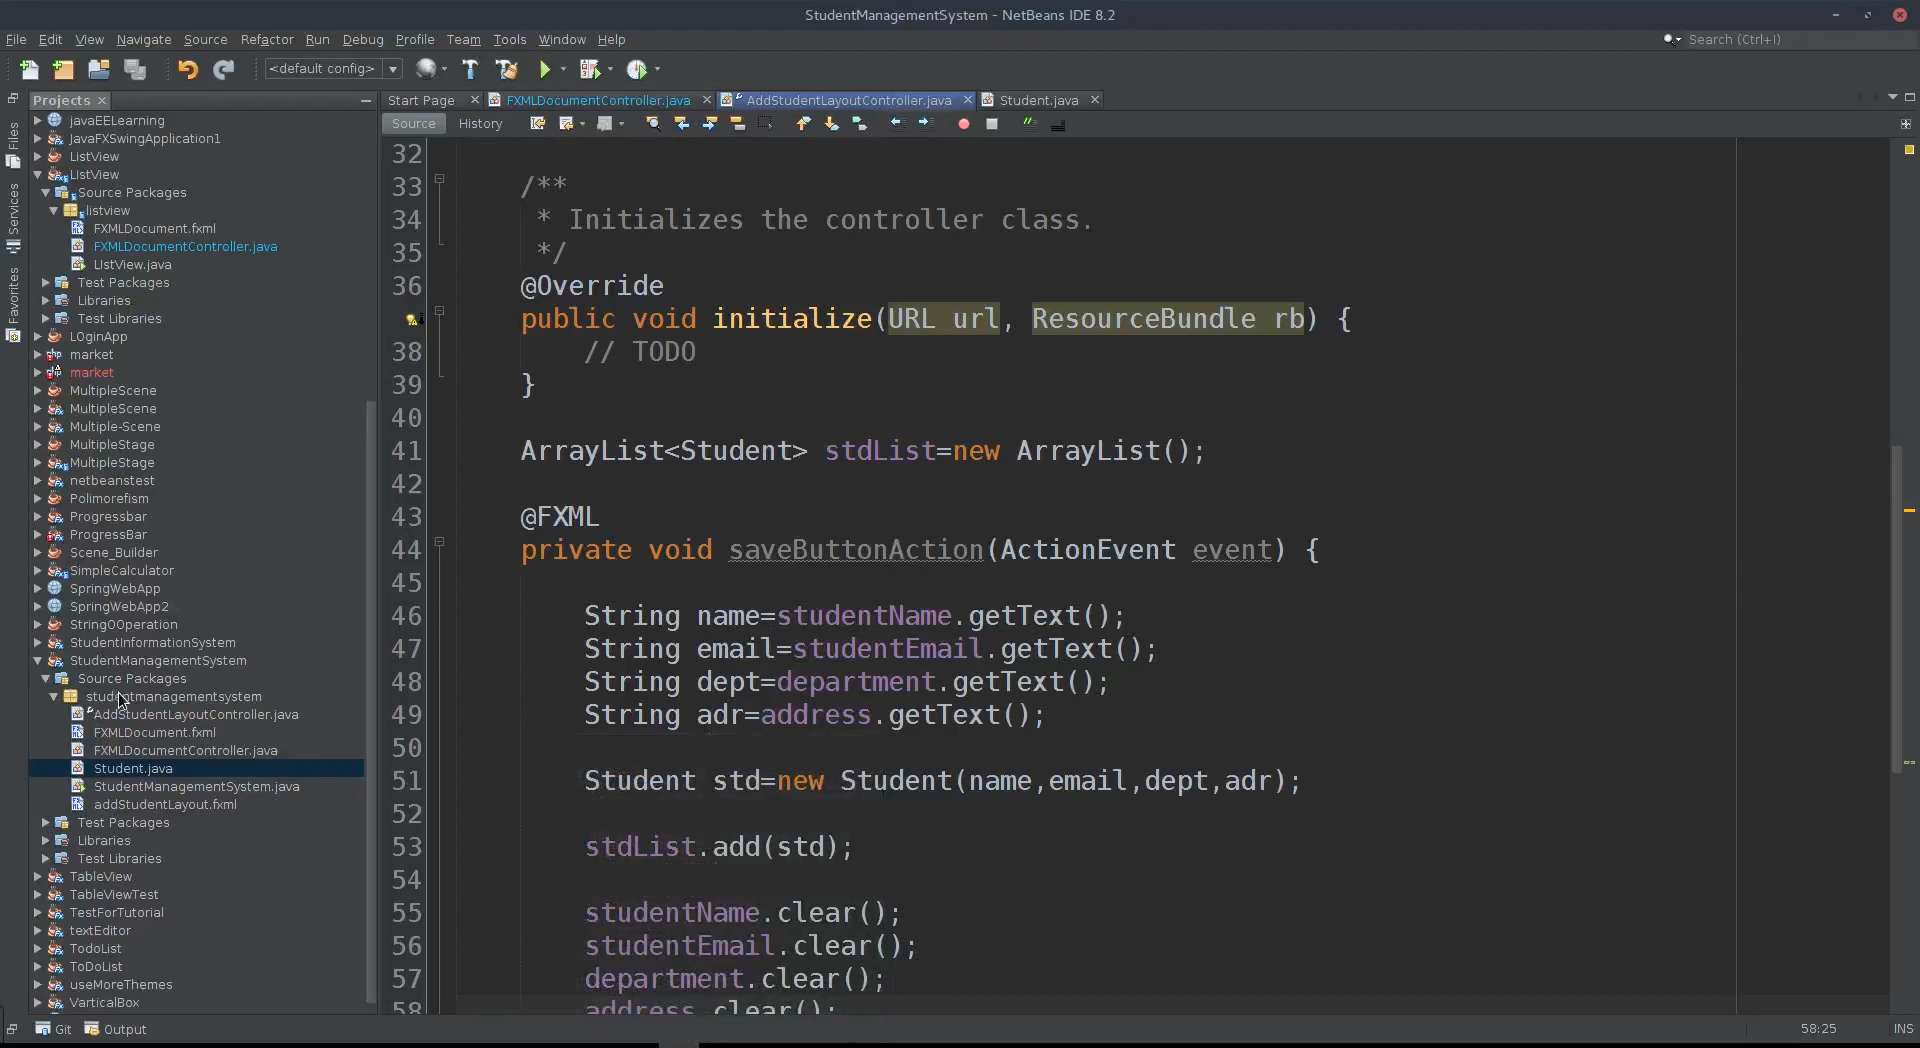 StudentManagementSystem - NetBeans IDE 8.2
File Edit View Navigate Source Refactor Run Debug Profile Team Tools Window Help
Search (Ctrl+I)
<default config>
Projects
Start Page
FXMLDocumentController.java
AddStudentLayoutController.java
Student.java
Source History
Files
Services
Favorites
javaEELearning
JavaFXSwingApplication1
ListView
LIstView
Source Packages
listview
FXMLDocument.fxml
FXMLDocumentController.java
LIstView.java
Test Packages
Libraries
Test Libraries
LOginApp
market
market
MultipleScene
MultipleScene
Multiple-Scene
MultipleStage
MultipleStage
netbeanstest
Polimorefism
Progressbar
ProgressBar
Scene_Builder
SimpleCalculator
SpringWebApp
SpringWebApp2
StringOOperation
StudentInformationSystem
StudentManagementSystem
Source Packages
studentmanagementsystem
AddStudentLayoutController.java
FXMLDocument.fxml
FXMLDocumentController.java
Student.java
StudentManagementSystem.java
addStudentLayout.fxml
Test Packages
Libraries
Test Libraries
TableView
TableViewTest
TestForTutorial
textEditor
TodoList
ToDoList
useMoreThemes
VarticalBox
32
33 /**
34 * Initializes the controller class.
35 */
36 @Override
public void initialize(URL url, ResourceBundle rb) {
38 // TODO
39 }
40
41 ArrayList<Student> stdList=new ArrayList();
42
43 @FXML
44 private void saveButtonAction(ActionEvent event) {
45
46 String name=studentName.getText();
47 String email=studentEmail.getText();
48 String dept=department.getText();
49 String adr=address.getText();
50
51 Student std=new Student(name,email,dept,adr);
52
53 stdList.add(std);
54
55 studentName.clear();
56 studentEmail.clear();
57 department.clear();
58 address.clear();
Git Output
58:25 INS